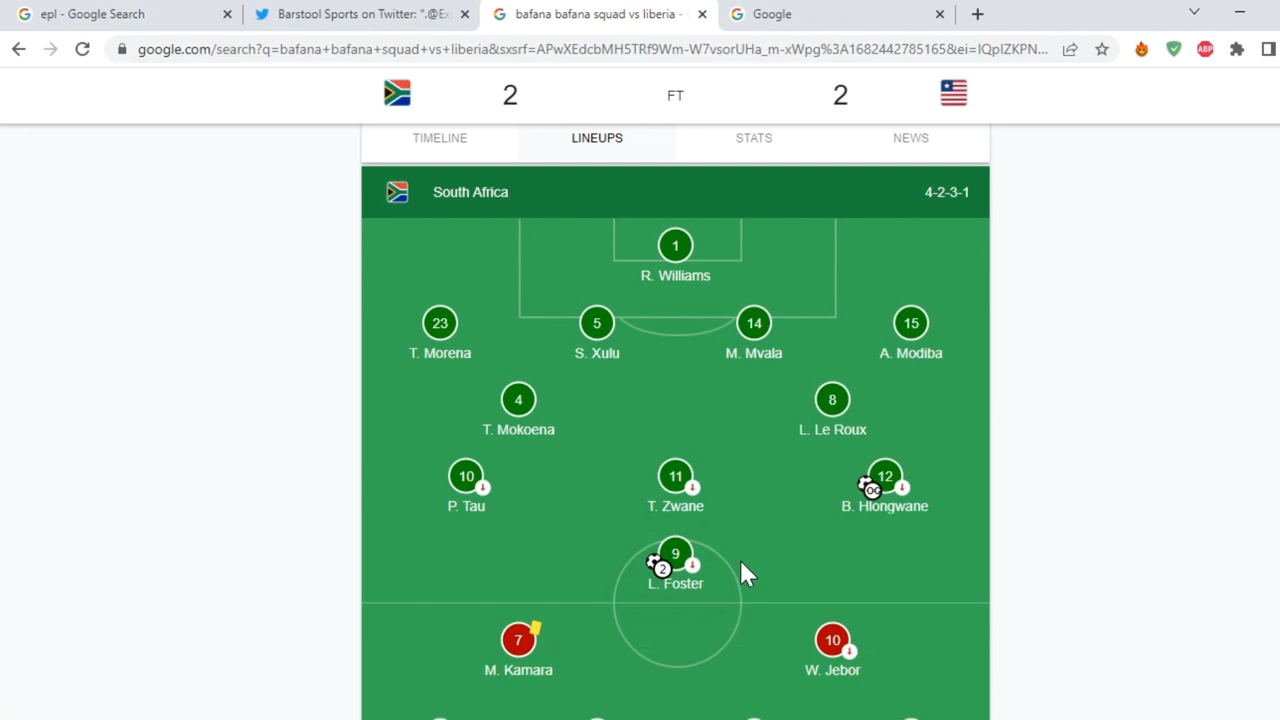 epl - Google Search
Barstool Sports on Twitter: ".@Ex
bafana bafana squad vs liberia -
Google
google.com/search?q=bafana+bafana+squad+vs+liberia&sxsrf=APwXEdcbMH5TRf9Wm-W7vsorUHa_m-xWpg%3A1682442785165&ei=IQpIZKPN...
ABP
2 FT 2
TIMELINE LINEUPS STATS NEWS
South Africa 4-2-3-1
1
R. Williams
23 5 14 15
T. Morena S. Xulu M. Mvala A. Modiba
4 8
T. Mokoena L. Le Roux
10 11 12
OG
P. Tau T. Zwane B. Hlongwane
9
2
L. Foster
7 10
M. Kamara W. Jebor